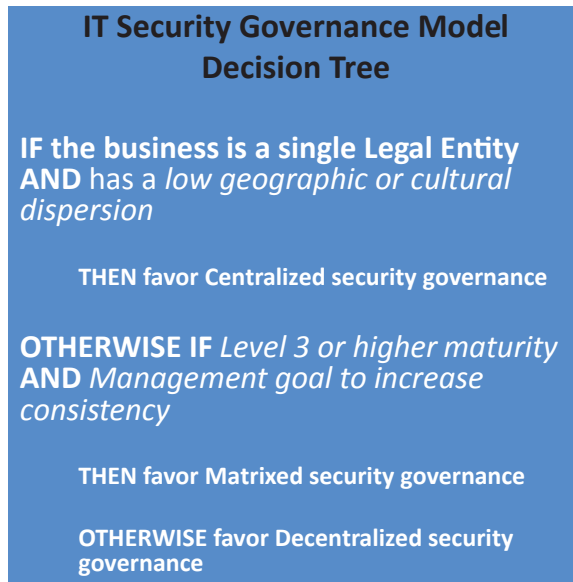 IT Security Governance Model
Decision Tree
IF the business is a single Legal Entity
AND has a low geographic or cultural
dispersion
THEN favor Centralized security governance
OTHERWISE IF Level 3 or higher maturity
AND Management goal to increase
consistency
THEN favor Matrixed security governance
OTHERWISE favor Decentralized security
governance